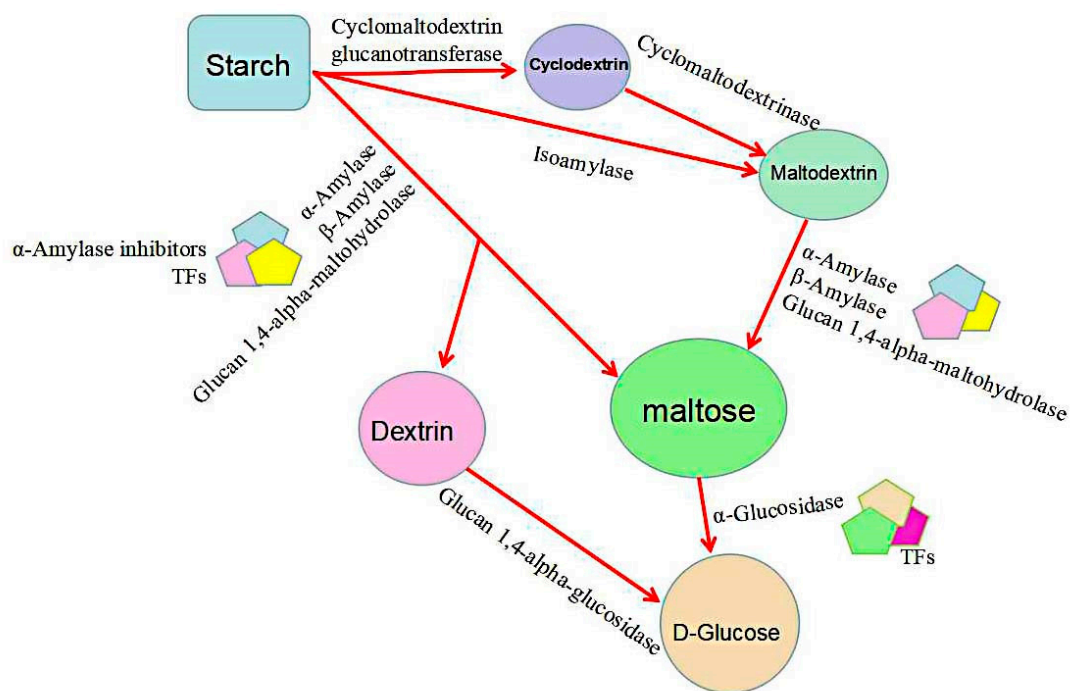 Starch
Cyclomaltodextrin
glucanotransferase
Cyclodextrin
Cyclomaltodextrinase
Isoamylase
Maltodextrin
α-Amylase
β-Amylase
Glucan 1,4-alpha-maltohydrolase
α-Amylase inhibitors
TFs
α-Amylase
β-Amylase
Glucan 1,4-alpha-maltohydrolase
Dextrin
maltose
Glucan 1,4-alpha-glucosidase
α-Glucosidase
TFs
D-Glucose